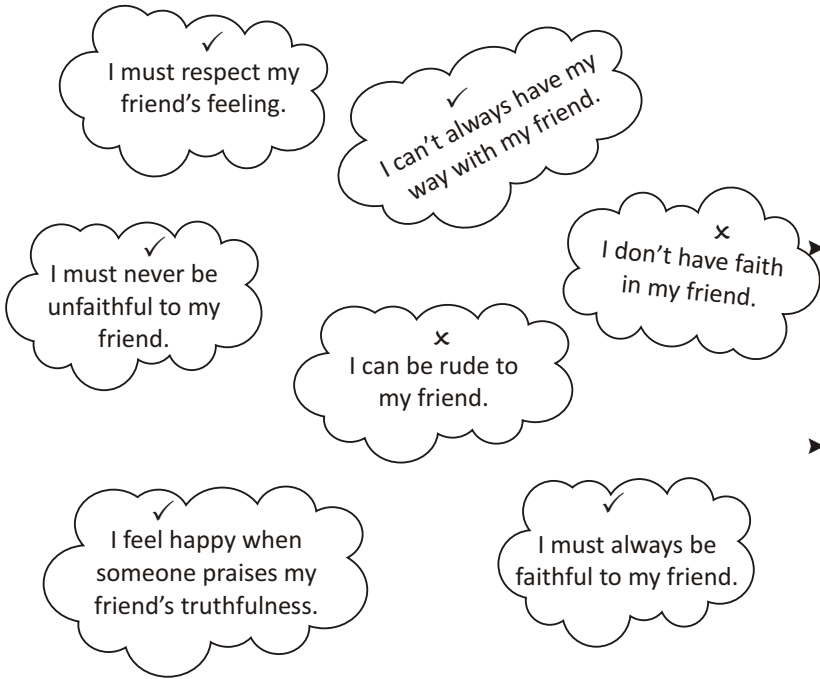 ✓
I must respect my
friend's feeling.
✓
I can't always have my
way with my friend.
✗
I don't have faith
in my friend.
✓
I must never be
unfaithful to my
friend.
✗
I can be rude to
my friend.
✓
I feel happy when
someone praises my
friend's truthfulness.
✓
I must always be
faithful to my friend.